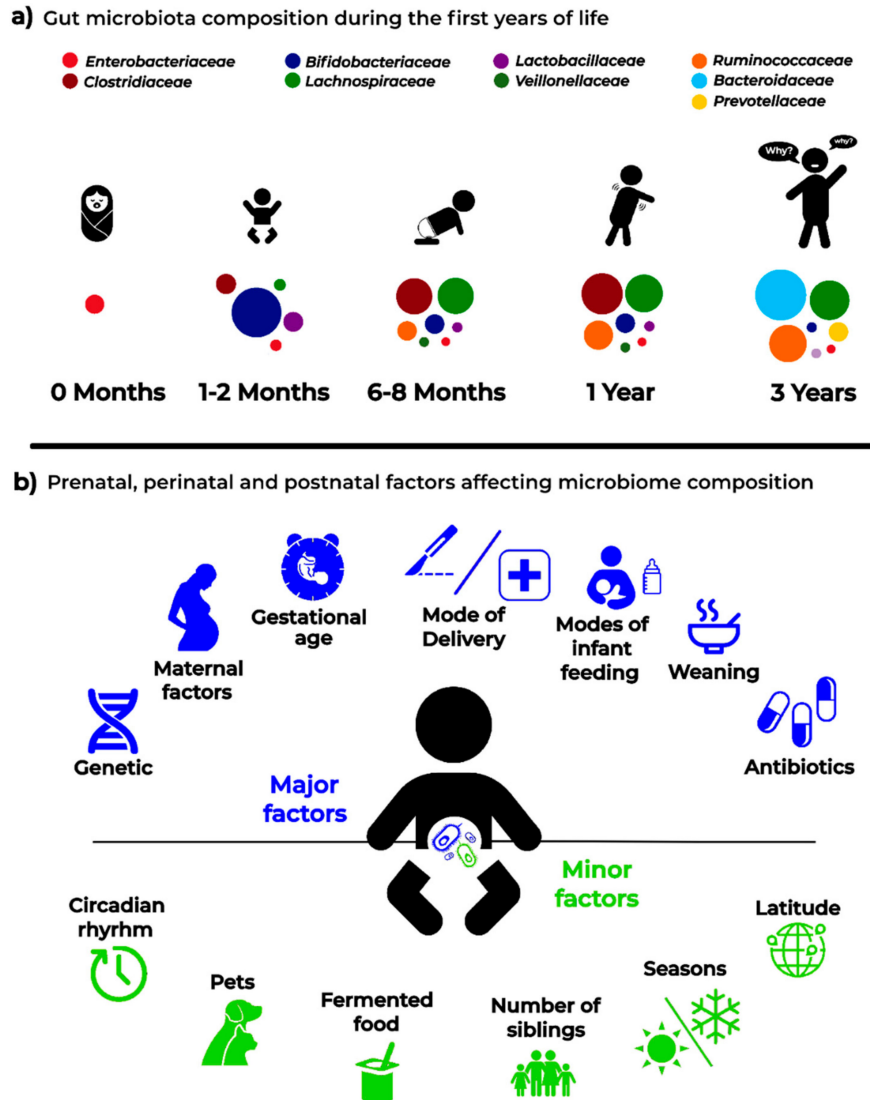 a) Gut microbiota composition during the first years of life
Enterobacteriaceae
Bifidobacteriaceae
Lactobacillaceae
Ruminococcaceae
Clostridiaceae
Lachnospiraceae
Veillonellaceae
Bacteroidaceae
Prevotellaceae
Why?
why?
0 Months
1-2 Months
6-8 Months
1 Year
3 Years
b) Prenatal, perinatal and postnatal factors affecting microbiome composition
Genetic
Maternal
factors
Gestational
age
Mode of
Delivery
Modes of
infant
feeding
Weaning
Antibiotics
Major
factors
Minor
factors
Circadian
rhyrhm
Pets
Fermented
food
Number of
siblings
Seasons
Latitude